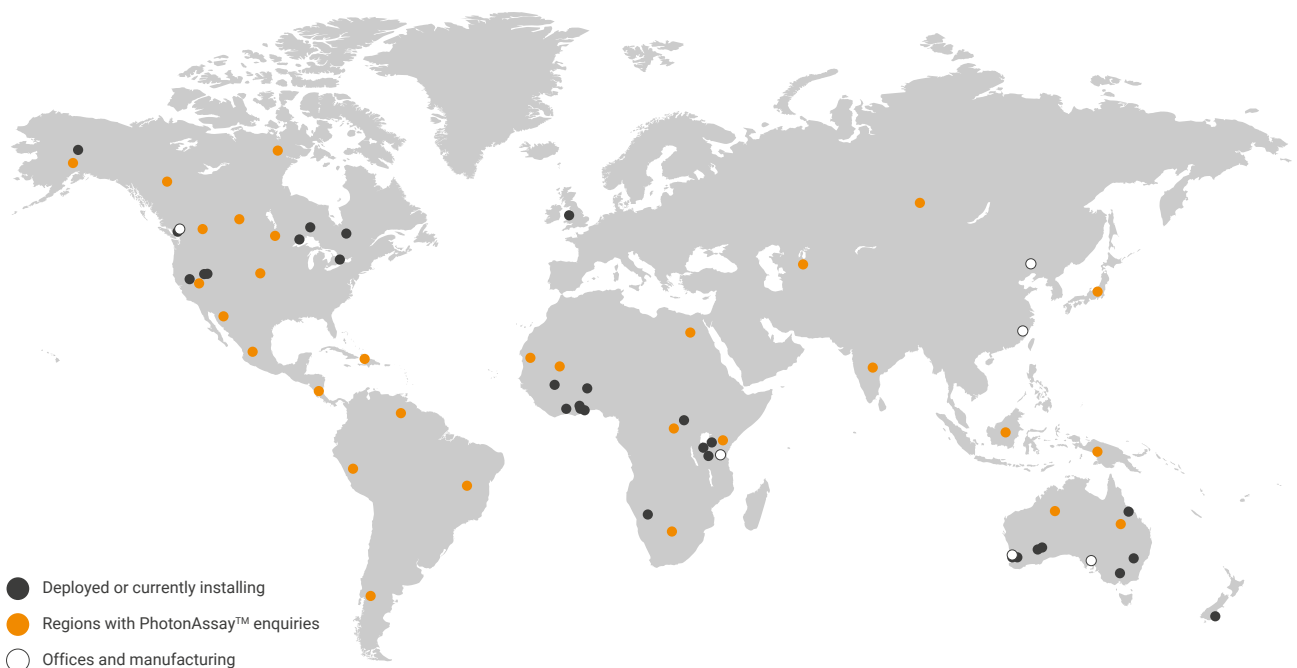 Deployed or currently installing
Regions with PhotonAssay™ enquiries
Offices and manufacturing